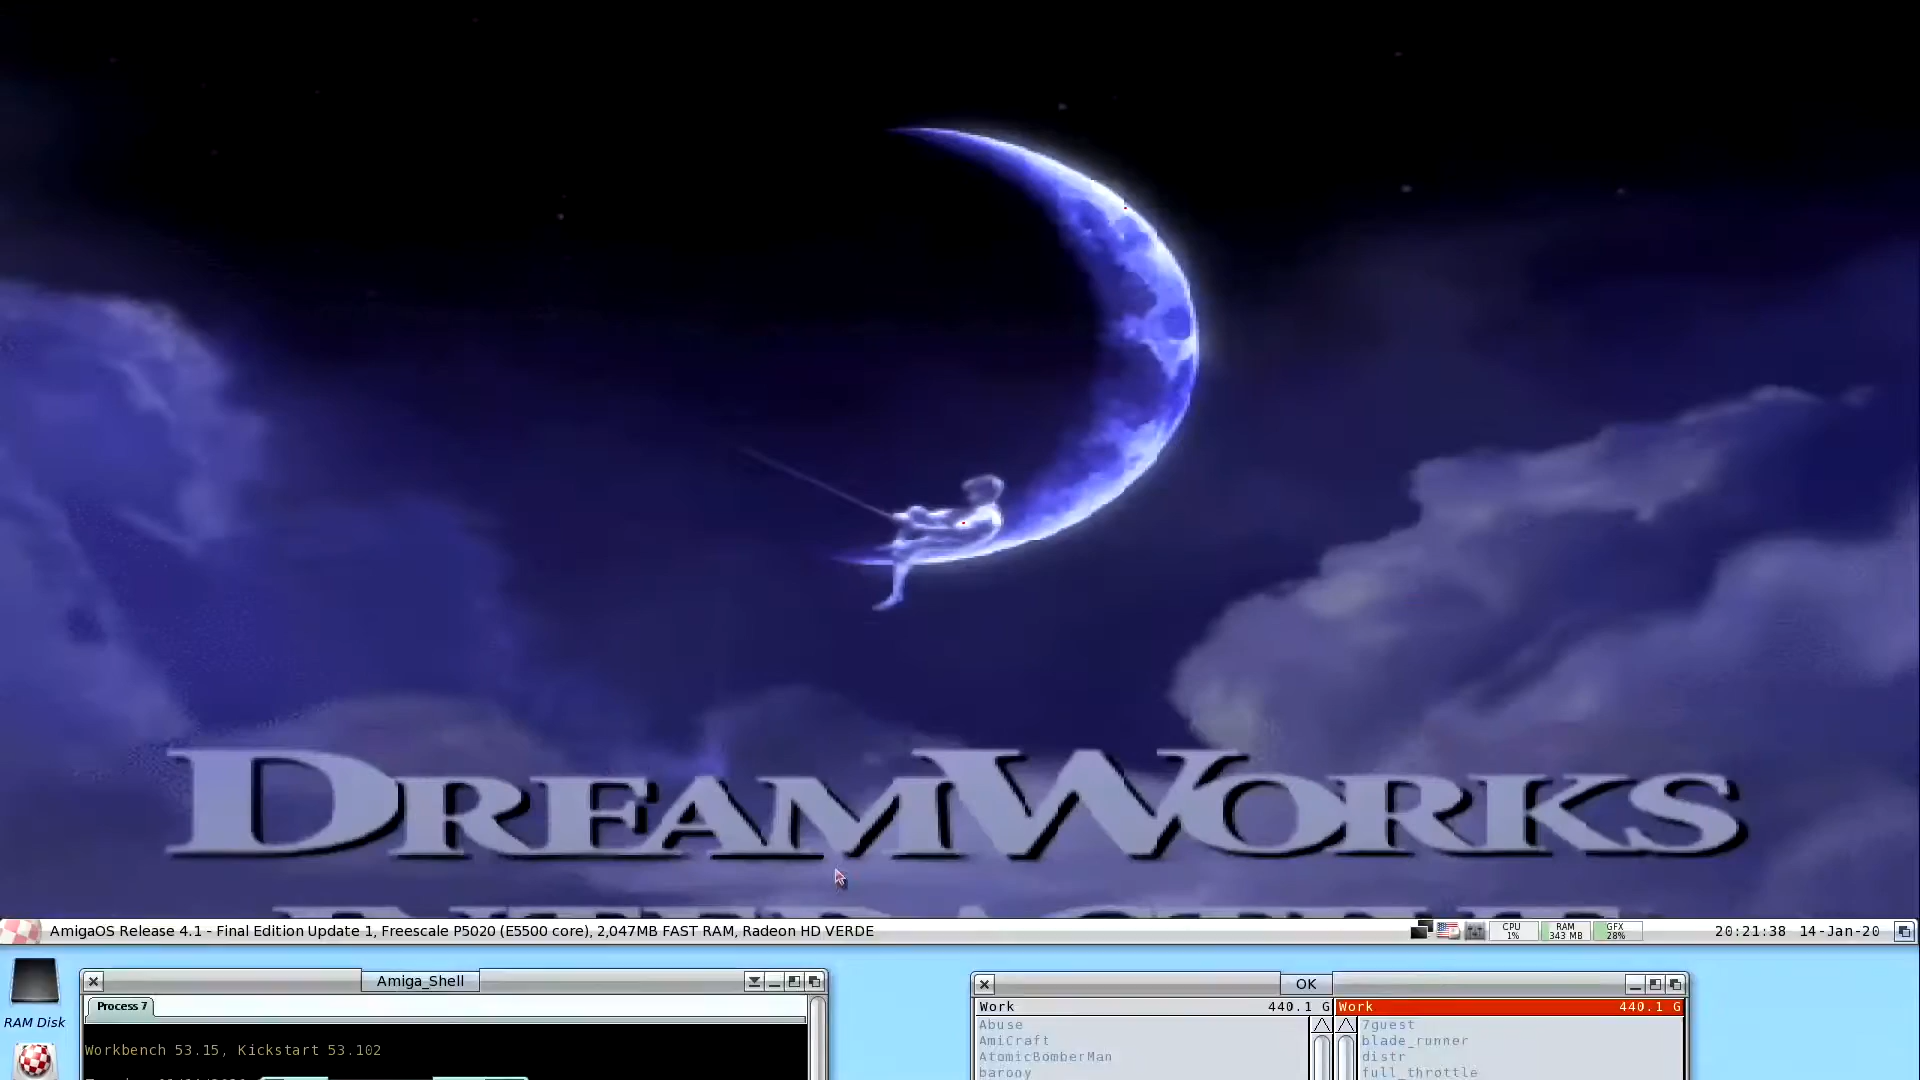 DREAMWORKS
INTERACTIVE
AmigaOS Release 4.1 - Final Edition Update 1, Freescale P5020 (E5500 core), 2,047MB FAST RAM, Radeon HD VERDE
CPU
1%
RAM
343 MB
GFX
28%
20:21:38 14-Jan-20
RAM Disk
Amiga_Shell
Process 7
Workbench 53.15, Kickstart 53.102
OK
Work 440.1 G
Abuse
AmiCraft
AtomicBomberMan
barony
Work 440.1 G
7guest
blade_runner
distr
full_throttle